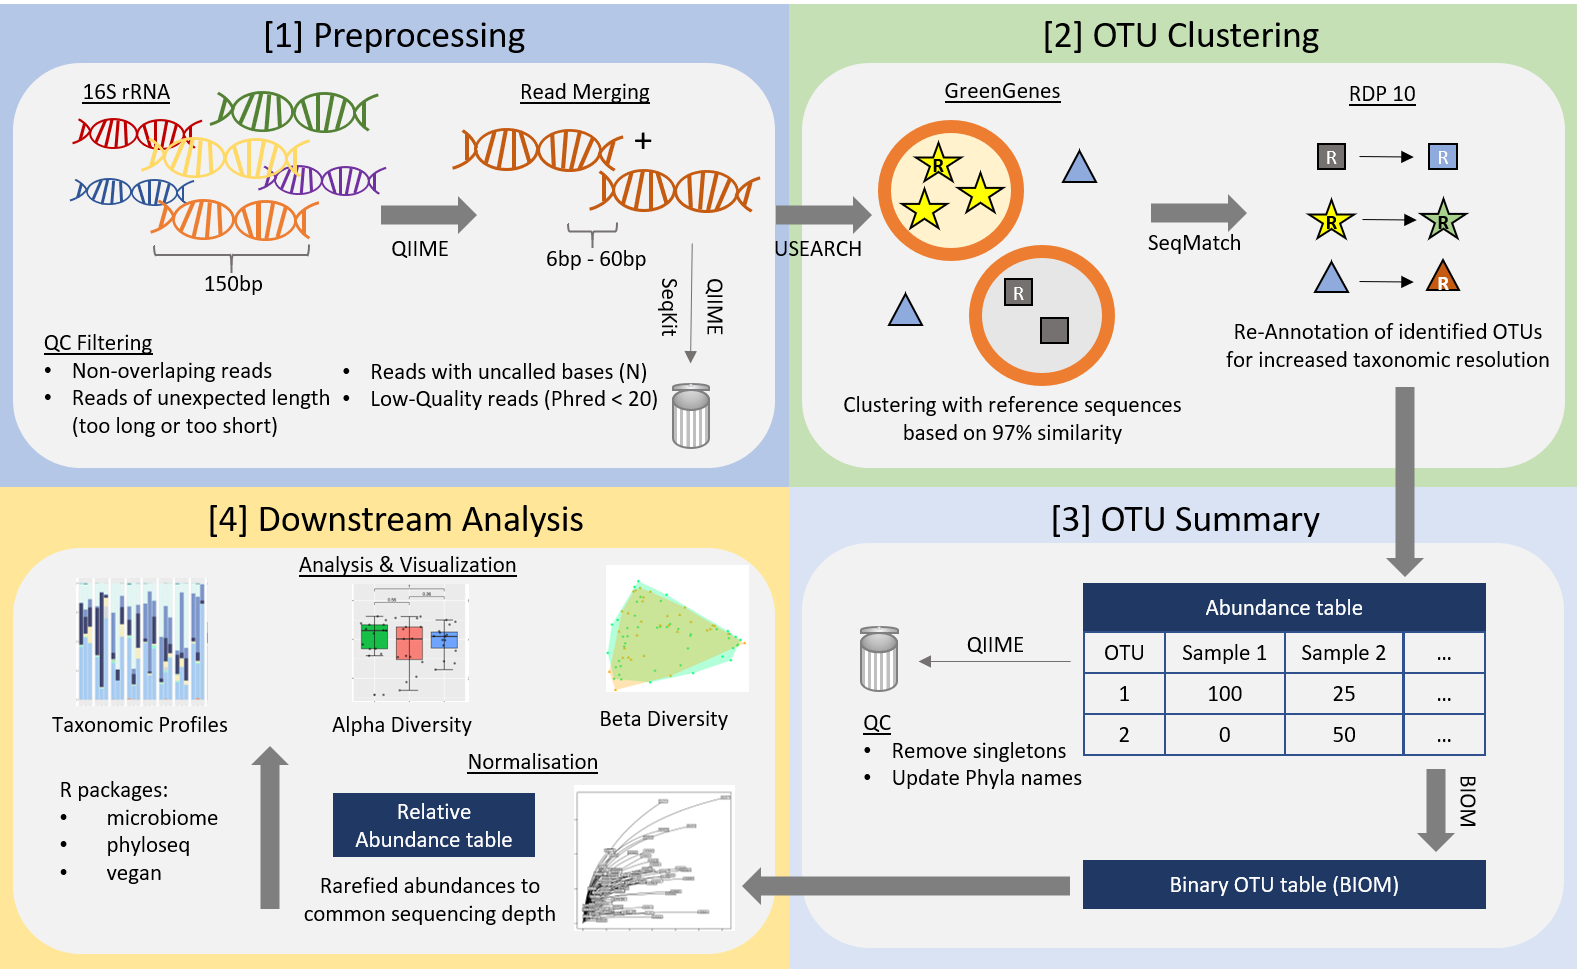 [1] Preprocessing
16S rRNA
Read Merging
+
QIIME
150bp
6bp - 60bp
SeqKit
QIIME
QC Filtering
• Non-overlaping reads
• Reads of unexpected length
(too long or too short)
• Reads with uncalled bases (N)
• Low-Quality reads (Phred < 20)
USEARCH
[2] OTU Clustering
GreenGenes
RDP 10
R
R
SeqMatch
R
R
R
R
R
Clustering with reference sequences
based on 97% similarity
Re-Annotation of identified OTUs
for increased taxonomic resolution
[3] OTU Summary
Abundance table
OTU Sample 1 Sample 2 ...
1 100 25 ...
2 0 50 ...
QIIME
QC
• Remove singletons
• Update Phyla names
BIOM
Binary OTU table (BIOM)
[4] Downstream Analysis
Analysis & Visualization
Taxonomic Profiles
Alpha Diversity
Beta Diversity
Normalisation
R packages:
• microbiome
• phyloseq
• vegan
Relative
Abundance table
Rarefied abundances to
common sequencing depth